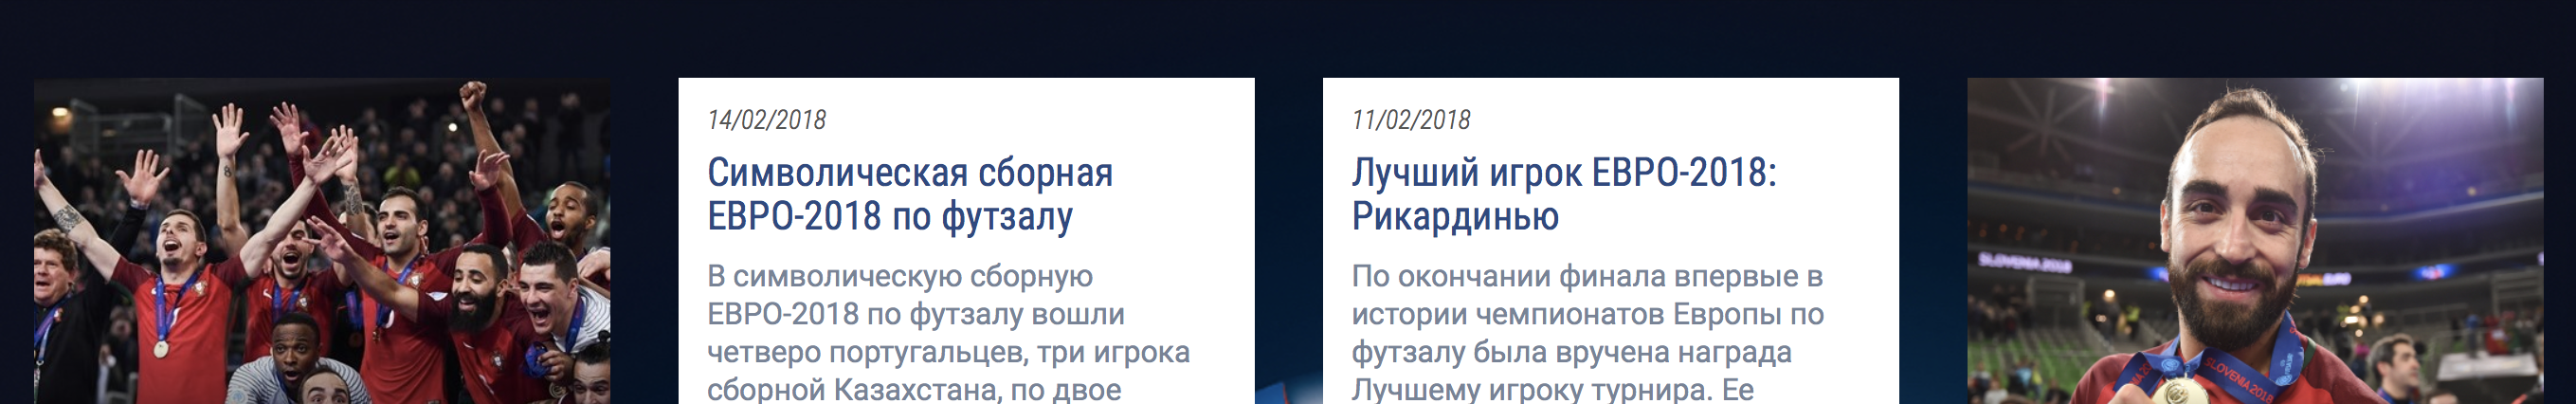 14/02/2018
Символическая сборная
ЕВРО-2018 по футзалу
В символическую сборную
ЕВРО-2018 по футзалу вошли
четверо португальцев, три игрока
сборной Казахстана, по двое
11/02/2018
Лучший игрок ЕВРО-2018:
Рикардинью
По окончании финала впервые в
истории чемпионатов Европы по
футзалу была вручена награда
Лучшему игроку турнира. Ее
SLOVENIA 2018
SLOVENIA 2018